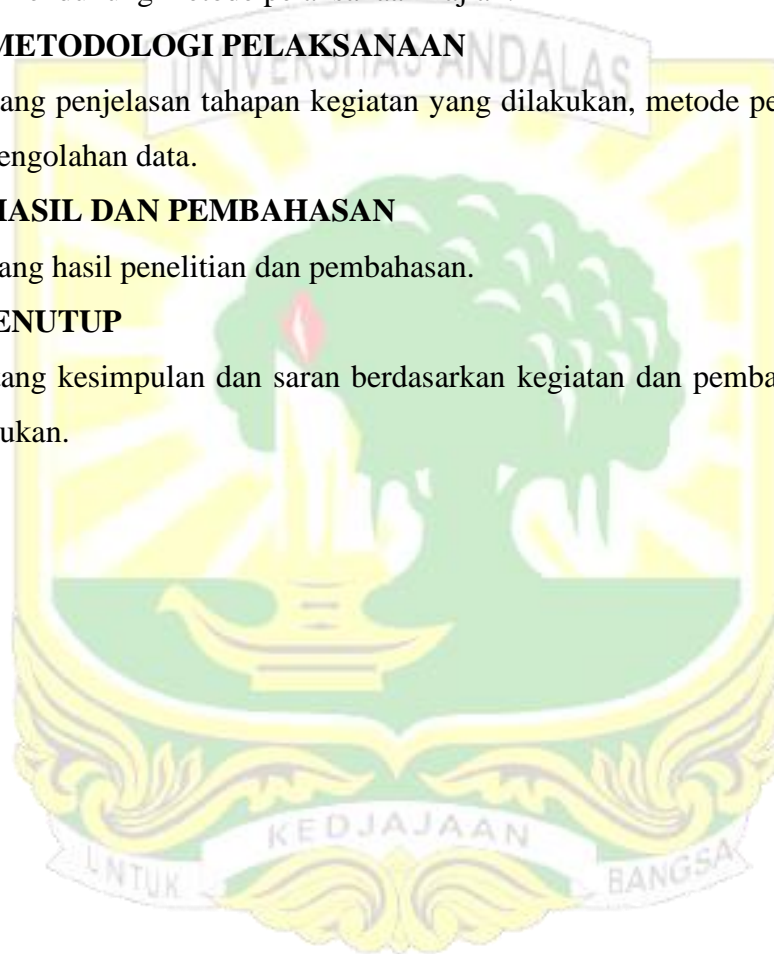 METODOLOGI PELAKSANAAN
UNIVERSITAS ANDALAS
ang penjelasan tahapan kegiatan yang dilakukan, metode pe
engolahan data.
HASIL DAN PEMBAHASAN
ang hasil penelitian dan pembahasan.
ENUTUP
ang kesimpulan dan saran berdasarkan kegiatan dan pemba
ukan.
UNTUK KEDJAJAAN BANGSA